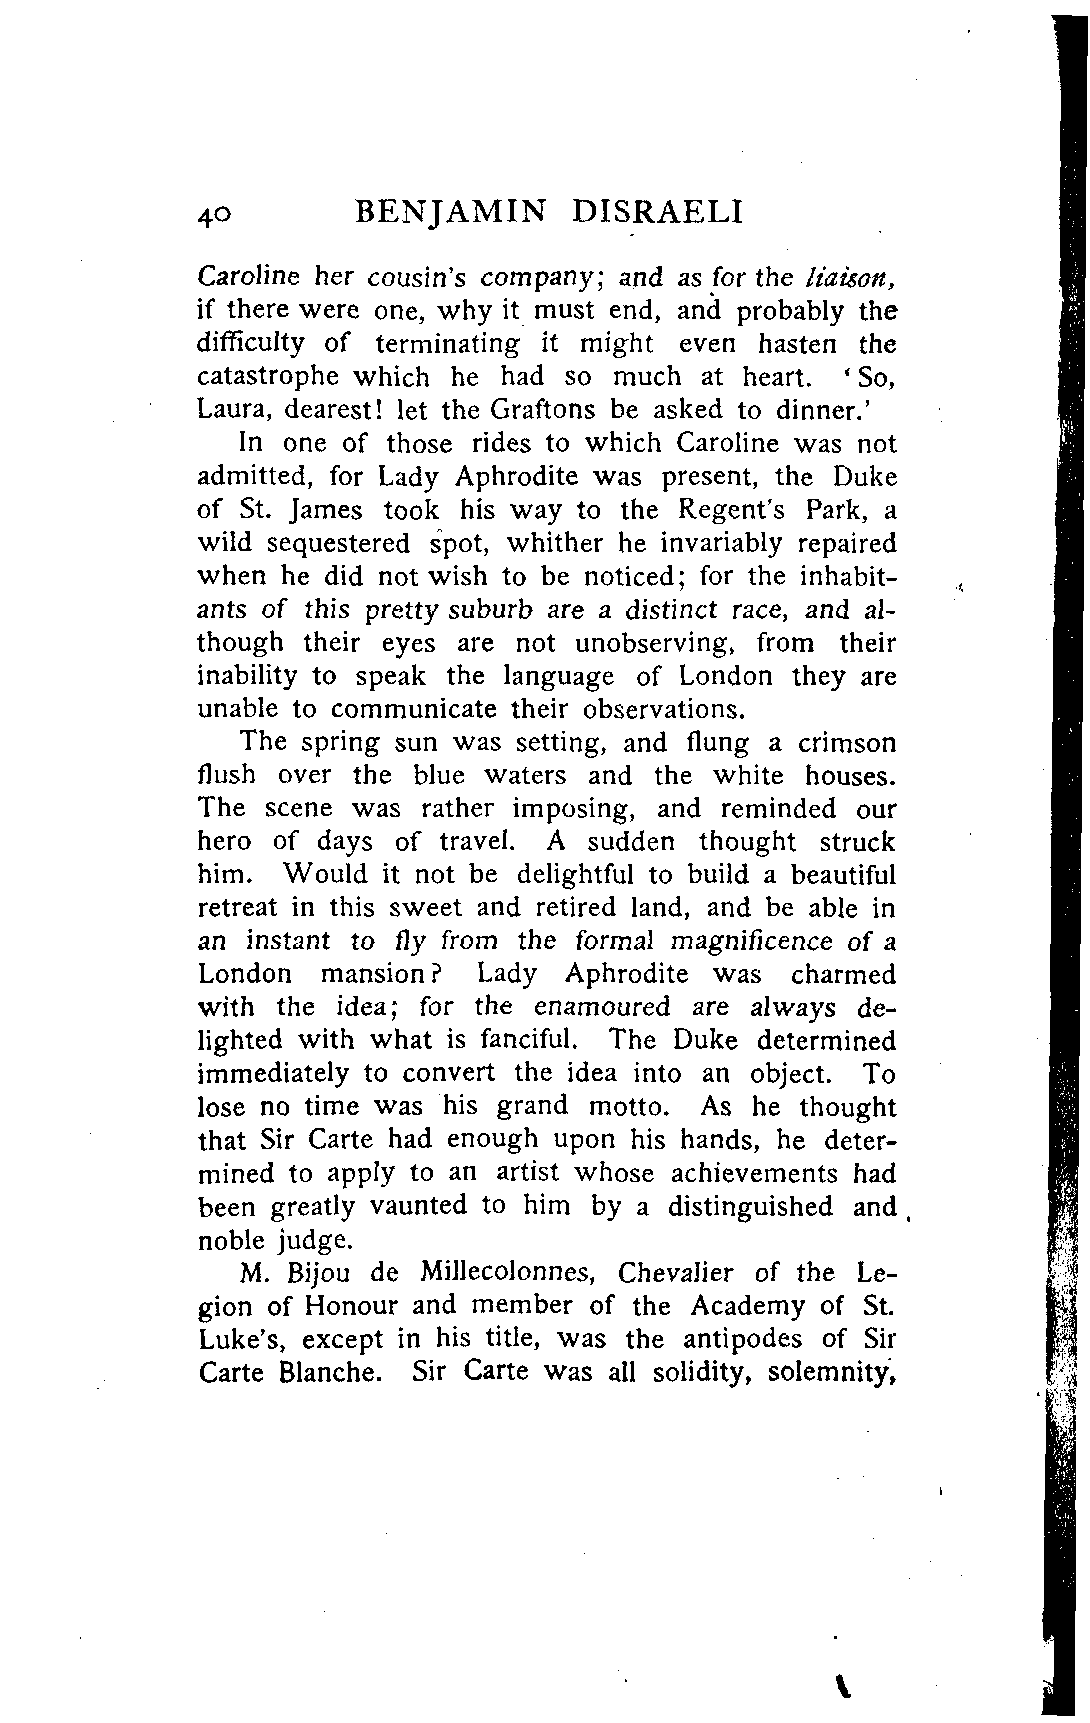 40 BENJAMIN DISRAELI
Caroline her cousin's company; and as for the liaison,
if there were one, why it must end, and probably the
difficulty of terminating it might even hasten the
catastrophe which he had so much at heart. ‘So,
Laura, dearest! let the Graftons be asked to dinner.’
In one of those rides to which Caroline was not
admitted, for Lady Aphrodite was present, the Duke
of St. James took his way to the Regent's Park, a
wild sequestered spot, whither he invariably repaired
when he did not wish to be noticed; for the inhabit-
ants of this pretty suburb are a distinct race, and al-
though their eyes are not unobserving, from their
inability to speak the language of London they are
unable to communicate their observations.
The spring sun was setting, and flung a crimson
flush over the blue waters and the white houses.
The scene was rather imposing, and reminded our
hero of days of travel. A sudden thought struck
him. Would it not be delightful to build a beautiful
retreat in this sweet and retired land, and be able in
an instant to fly from the formal magnificence of a
London mansion? Lady Aphrodite was charmed
with the idea; for the enamoured are always de-
lighted with what is fanciful. The Duke determined
immediately to convert the idea into an object. To
lose no time was his grand motto. As he thought
that Sir Carte had enough upon his hands, he deter-
mined to apply to an artist whose achievements had
been greatly vaunted to him by a distinguished and
noble judge.
M. Bijou de Millecolonnes, Chevalier of the Le-
gion of Honour and member of the Academy of St.
Luke's, except in his title, was the antipodes of Sir
Carte Blanche. Sir Carte was all solidity, solemnity,